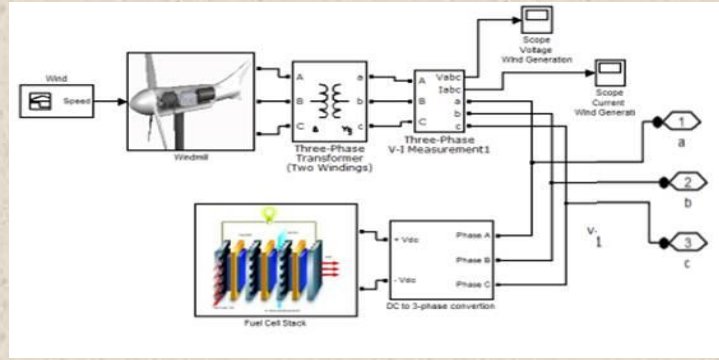 Wind
Speed
Windmill
A
B
C
a
b
c
Δ
Yg
Three-Phase
Transformer
(Two Windings)
A
B
C
Vabc
Iabc
a
b
c
Three-Phase
V-I Measurement1
Scope
Voltage
Wind Generation
Scope
Current
Wind Generati
1
a
2
b
3
c
v-
1
Fuel Cell Stack
+ Vdc
- Vdc
Phase A
Phase B
Phase C
DC to 3-phase convertion